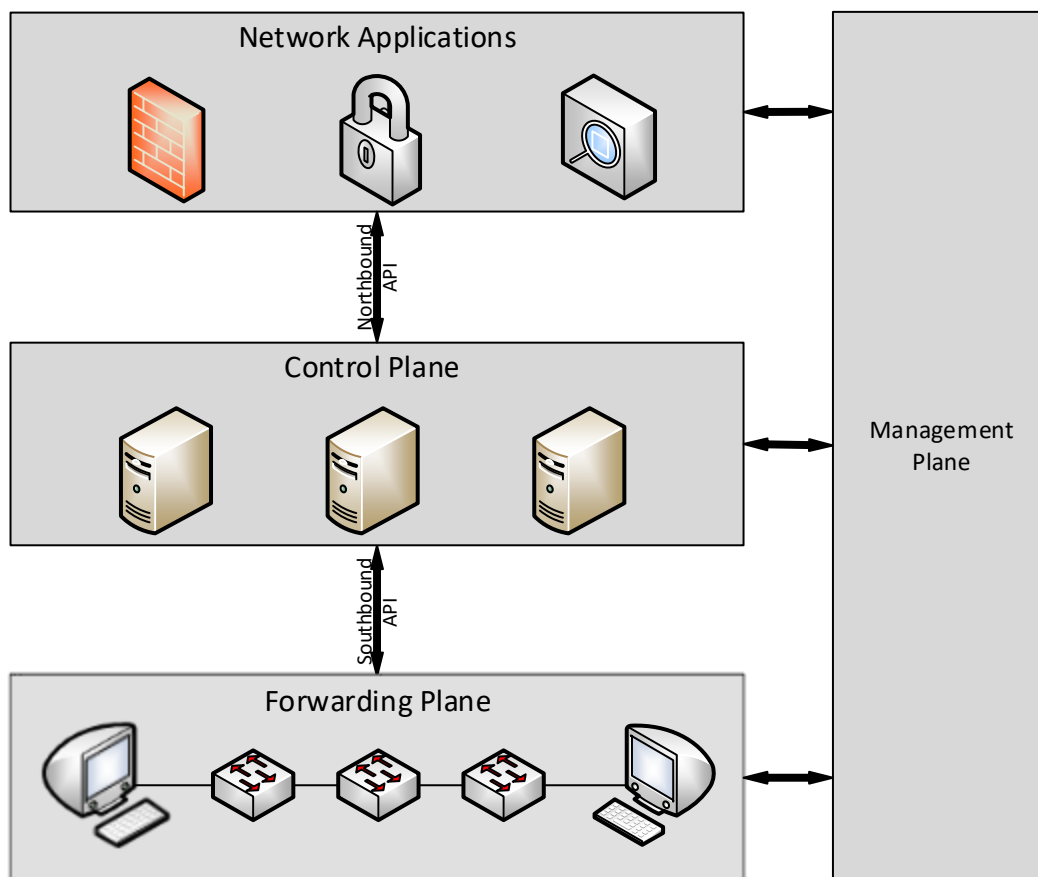 Network Applications
Northbound
API
Control Plane
Management
Plane
Southbound
API
Forwarding Plane